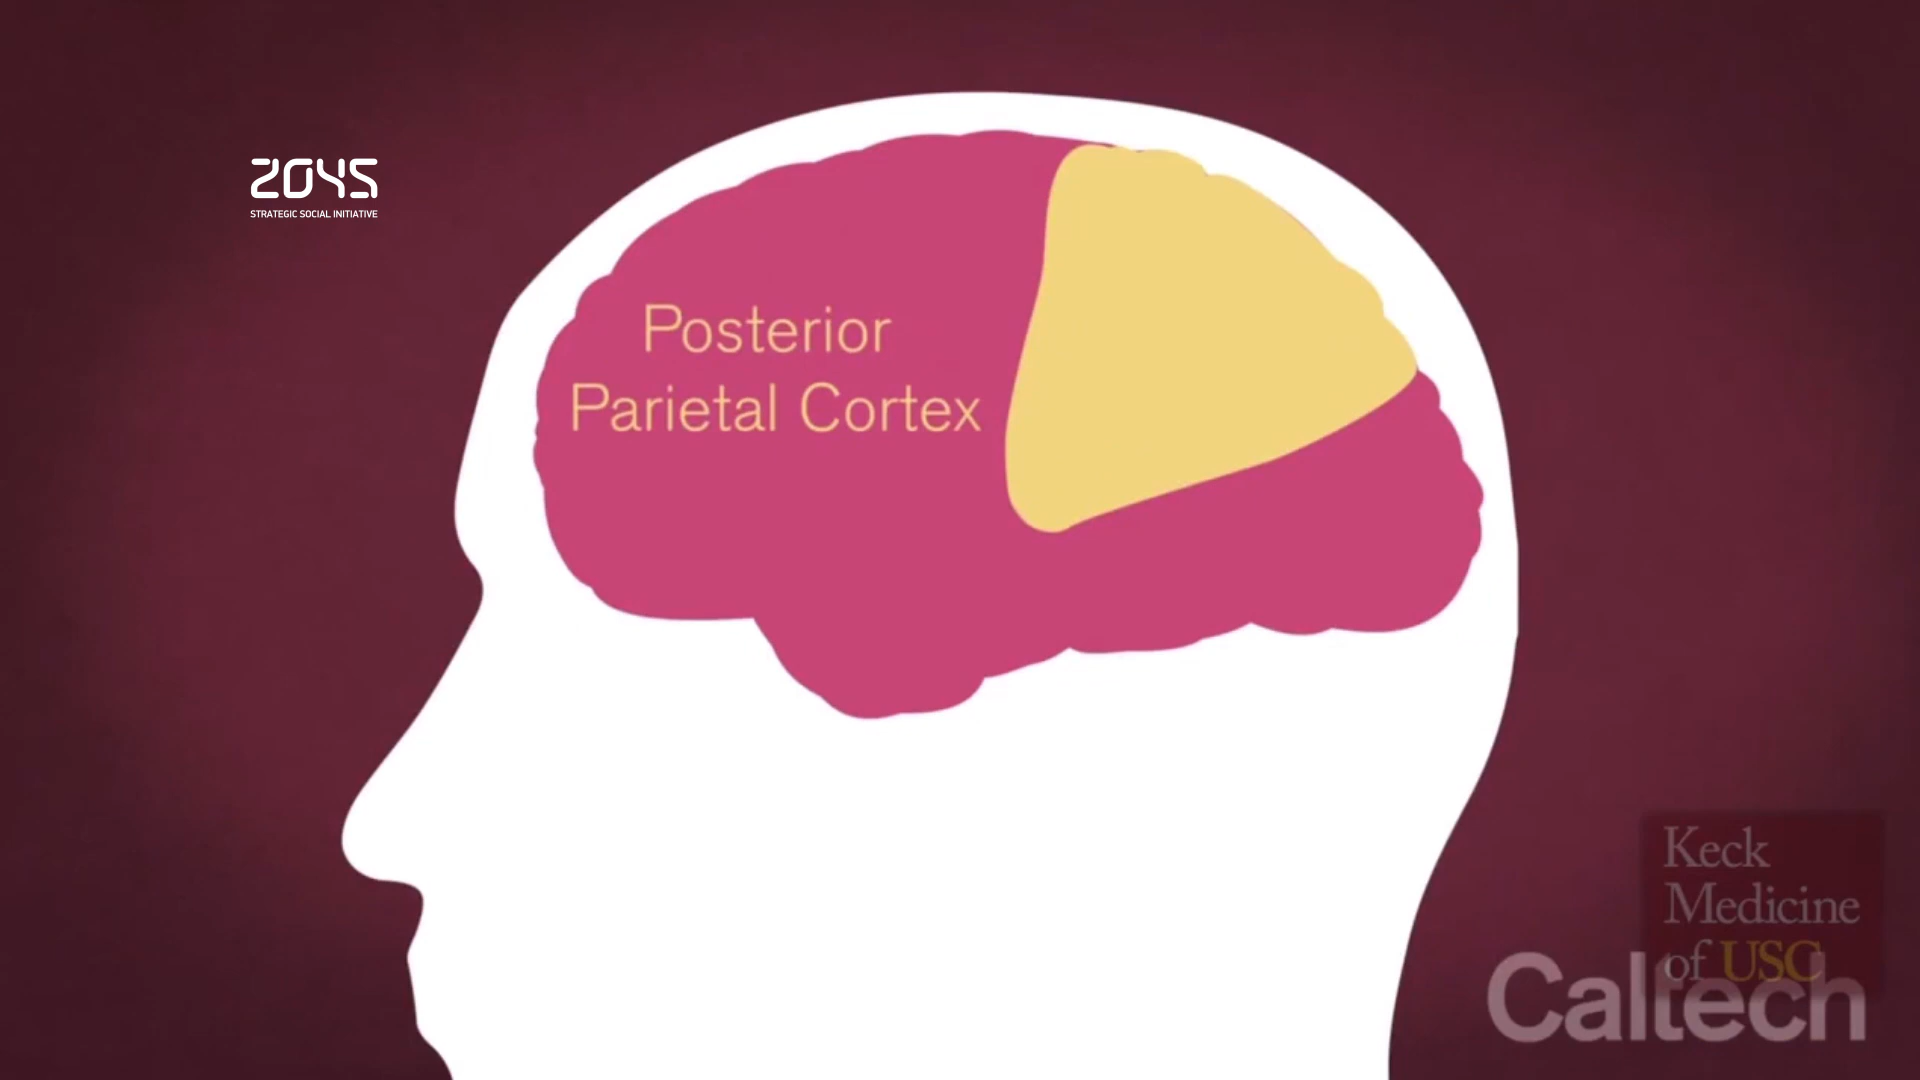 2045
STRATEGIC SOCIAL INITIATIVE
Posterior
Parietal Cortex
Keck
Medicine
of USC
Caltech